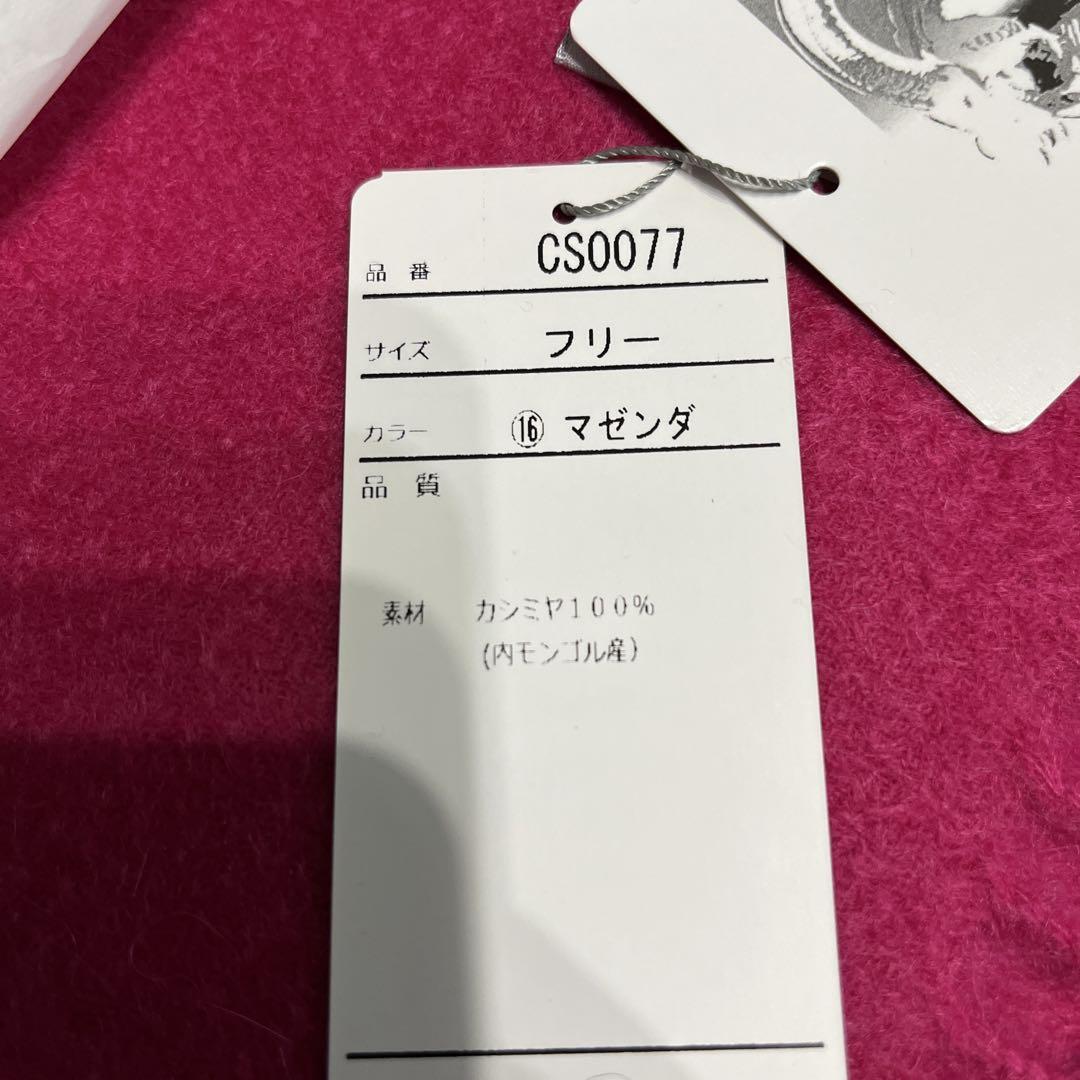 品番 CS0077
サイズ フリー
カラー ⑯ マゼンダ
品質
素材 カシミヤ100%
(内モンゴル産)